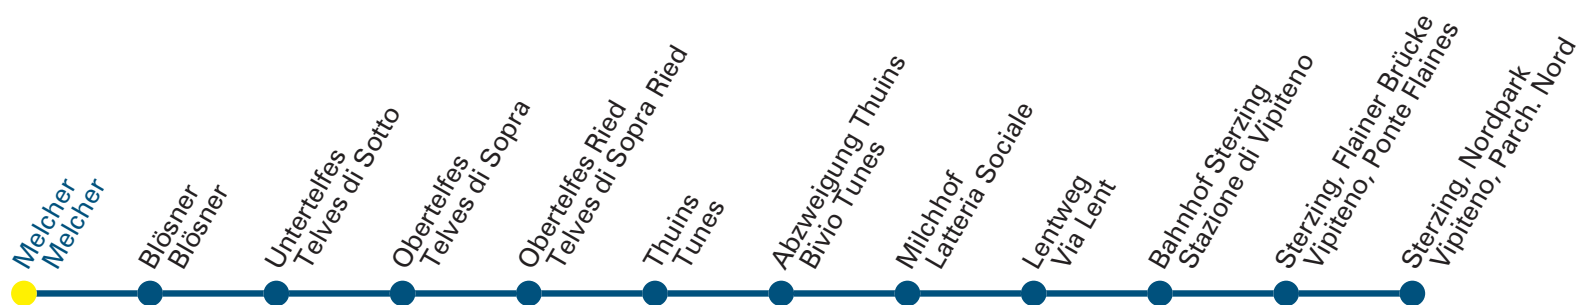 Melcher
Melcher
Blösner
Blösner
Untertelfes
Telves di Sotto
Obertelfes
Telves di Sopra
Obertelfes Ried
Telves di Sopra Ried
Thuins
Tunes
Abzweigung Thuins
Bivio Tunes
Milchhof
Latteria Sociale
Lentweg
Via Lent
Bahnhof Sterzing
Stazione di Vipiteno
Sterzing, Flainer Brücke
Vipiteno, Ponte Flaines
Sterzing, Nordpark
Vipiteno, Parch. Nord